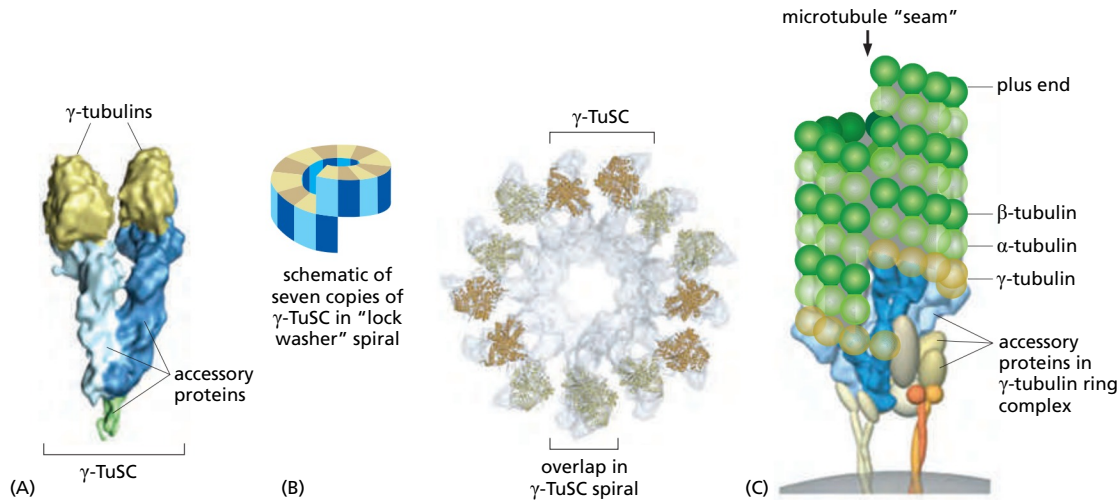 γ-tubulins
accessory
proteins
γ-TuSC
(A)
schematic of
seven copies of
γ-TuSC in “lock
washer” spiral
γ-TuSC
overlap in
γ-TuSC spiral
(B)
microtubule “seam”
plus end
β-tubulin
α-tubulin
γ-tubulin
accessory
proteins in
γ-tubulin ring
complex
(C)